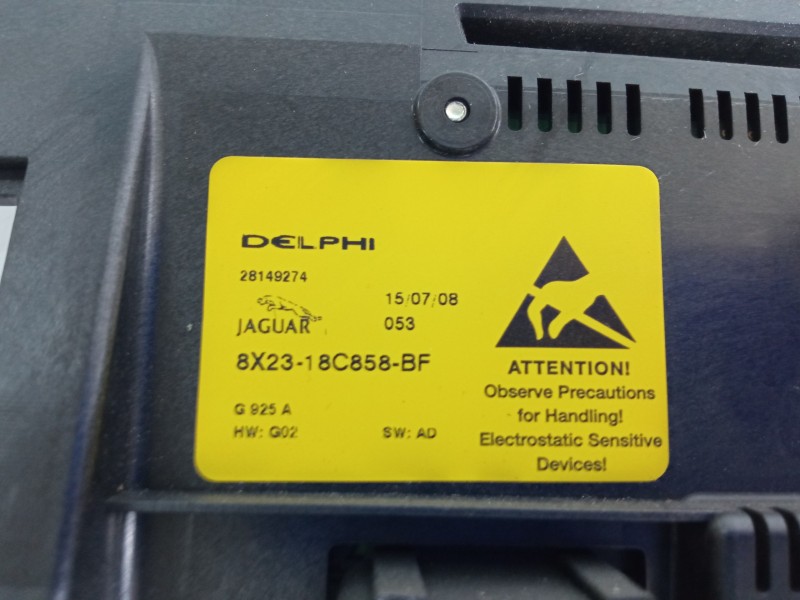 DELPHI
28149274
15/07/08
JAGUAR
053
8X23-18C858-BF
G 925 A
HW: G02
SW: AD
ATTENTION!
Observe Precautions
for Handling!
Electrostatic Sensitive
Devices!